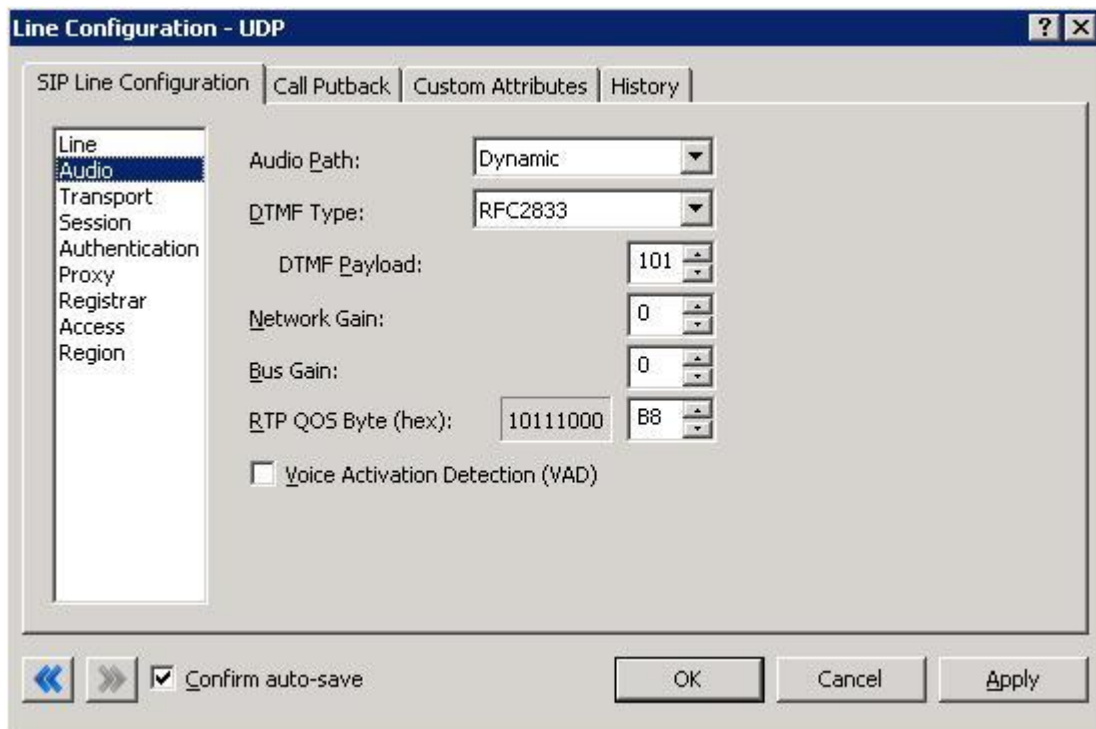 Line Configuration - UDP
SIP Line Configuration
Call Putback
Custom Attributes
History
Line
Audio
Transport
Session
Authentication
Proxy
Registrar
Access
Region
Audio Path:
Dynamic
DTMF Type:
RFC2833
DTMF Payload:
101
Network Gain:
0
Bus Gain:
0
RTP QOS Byte (hex):
10111000
B8
Voice Activation Detection (VAD)
Confirm auto-save
OK
Cancel
Apply